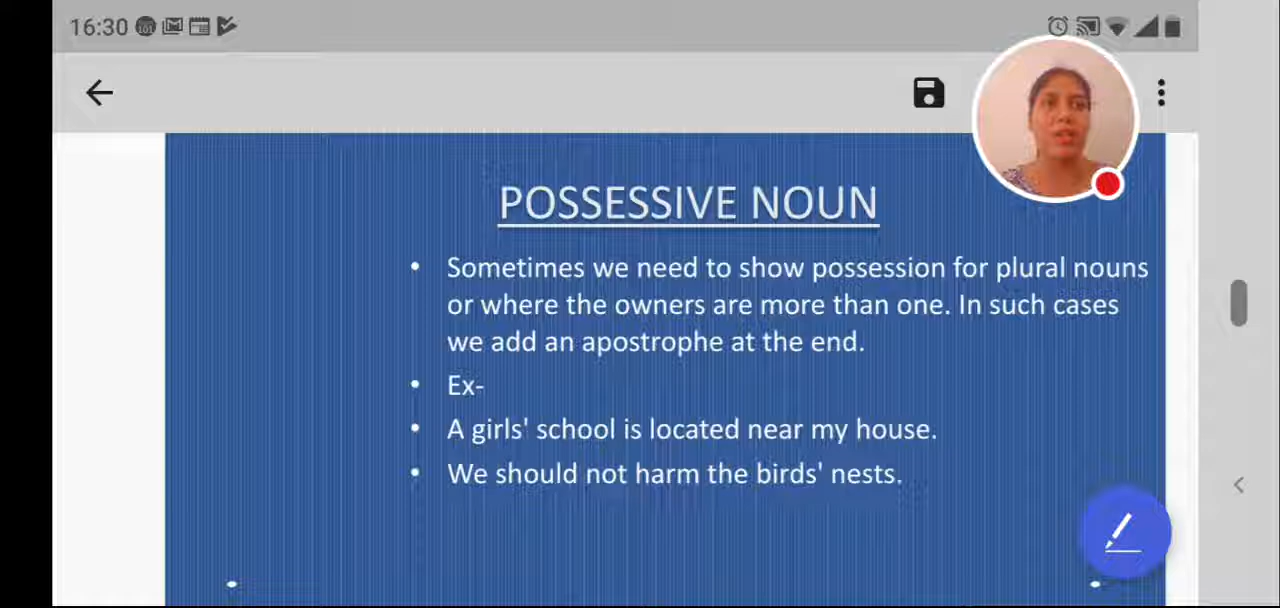 16:30
POSSESSIVE NOUN
• Sometimes we need to show possession for plural nouns
or where the owners are more than one. In such cases
we add an apostrophe at the end.
• Ex-
• A girls' school is located near my house.
• We should not harm the birds' nests.